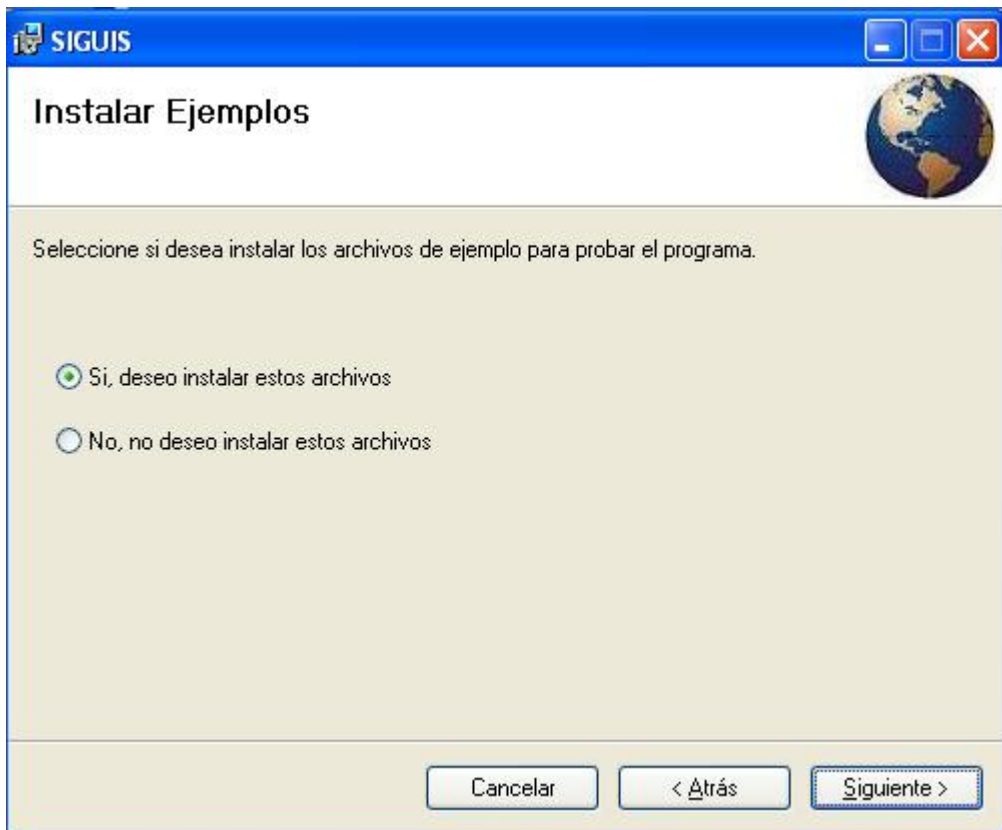 SIGUIS
Instalar Ejemplos
Seleccione si desea instalar los archivos de ejemplo para probar el programa.
Si, deseo instalar estos archivos
No, no deseo instalar estos archivos
Cancelar
< Atrás
Siguiente >